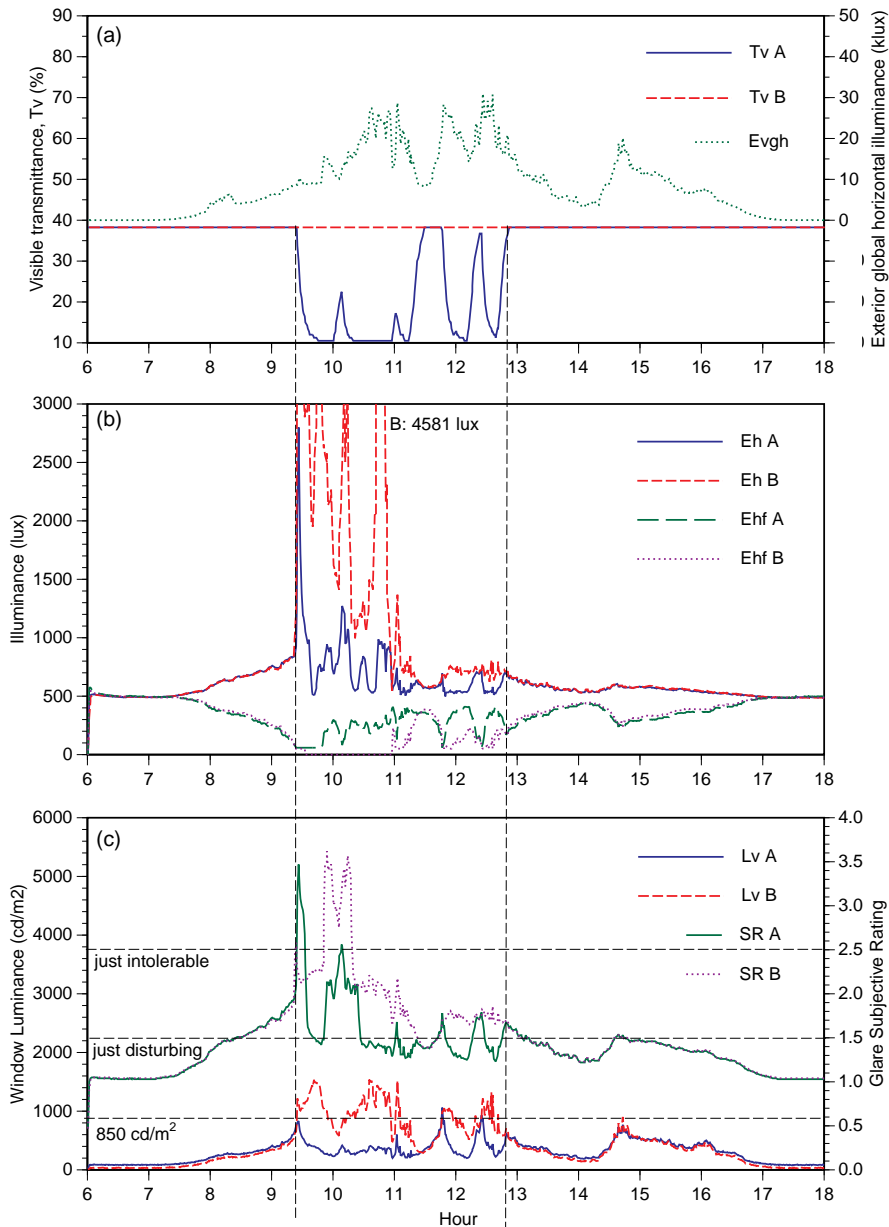 (a)
90
80
70
60
50
40
30
20
10
Visible transmittance, Tv (%)
Tv A
Tv B
Evgh
50
40
30
20
10
0
Exterior global horizontal illuminance (klux)
6 7 8 9 10 11 12 13 14 15 16 17 18
(b)
3000
2500
2000
1500
1000
500
0
Illuminance (lux)
B: 4581 lux
Eh A
Eh B
Ehf A
Ehf B
6 7 8 9 10 11 12 13 14 15 16 17 18
(c)
6000
5000
4000
3000
2000
1000
0
Window Luminance (cd/m2)
just intolerable
just disturbing
850 cd/m²
Lv A
Lv B
SR A
SR B
4.0
3.5
3.0
2.5
2.0
1.5
1.0
0.5
0.0
Glare Subjective Rating
6 7 8 9 10 11 12 13 14 15 16 17 18
Hour